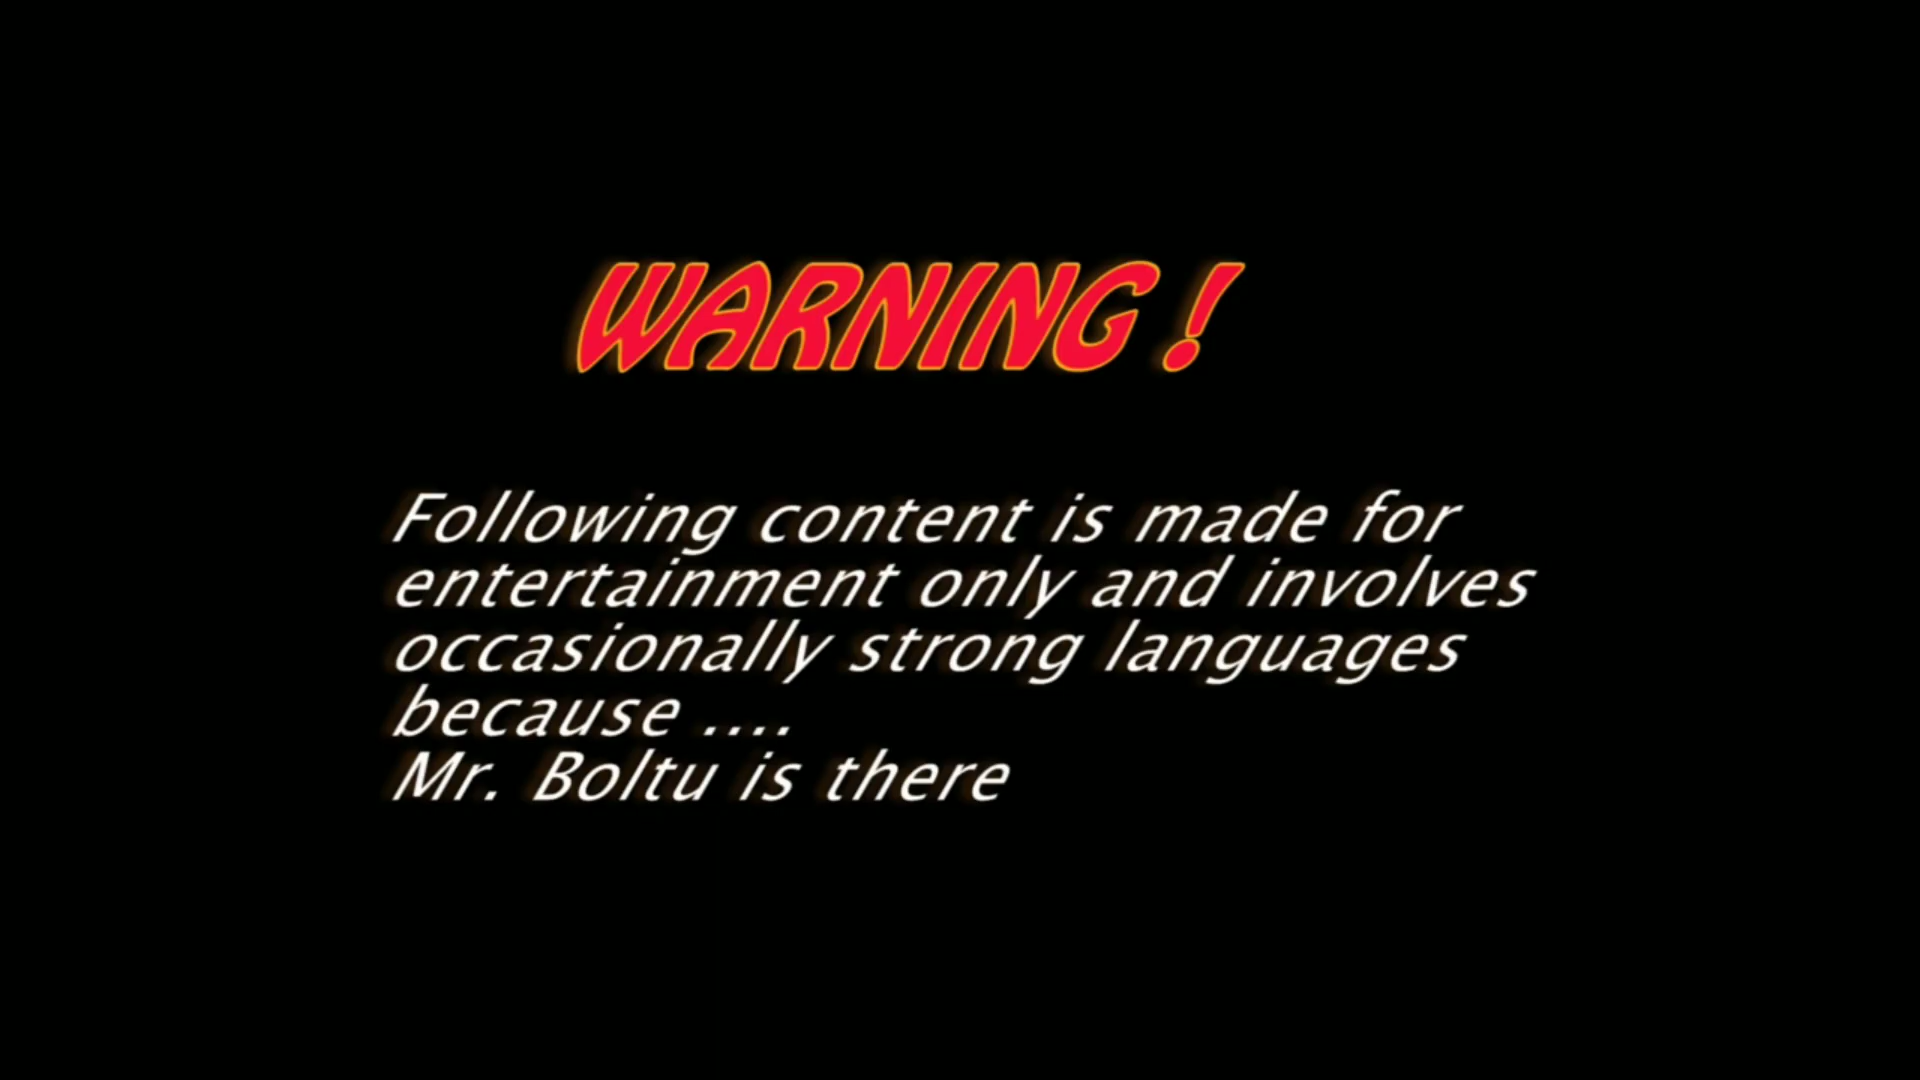 WARNING !
Following content is made for
entertainment only and involves
occasionally strong languages
because ....
Mr. Boltu is there